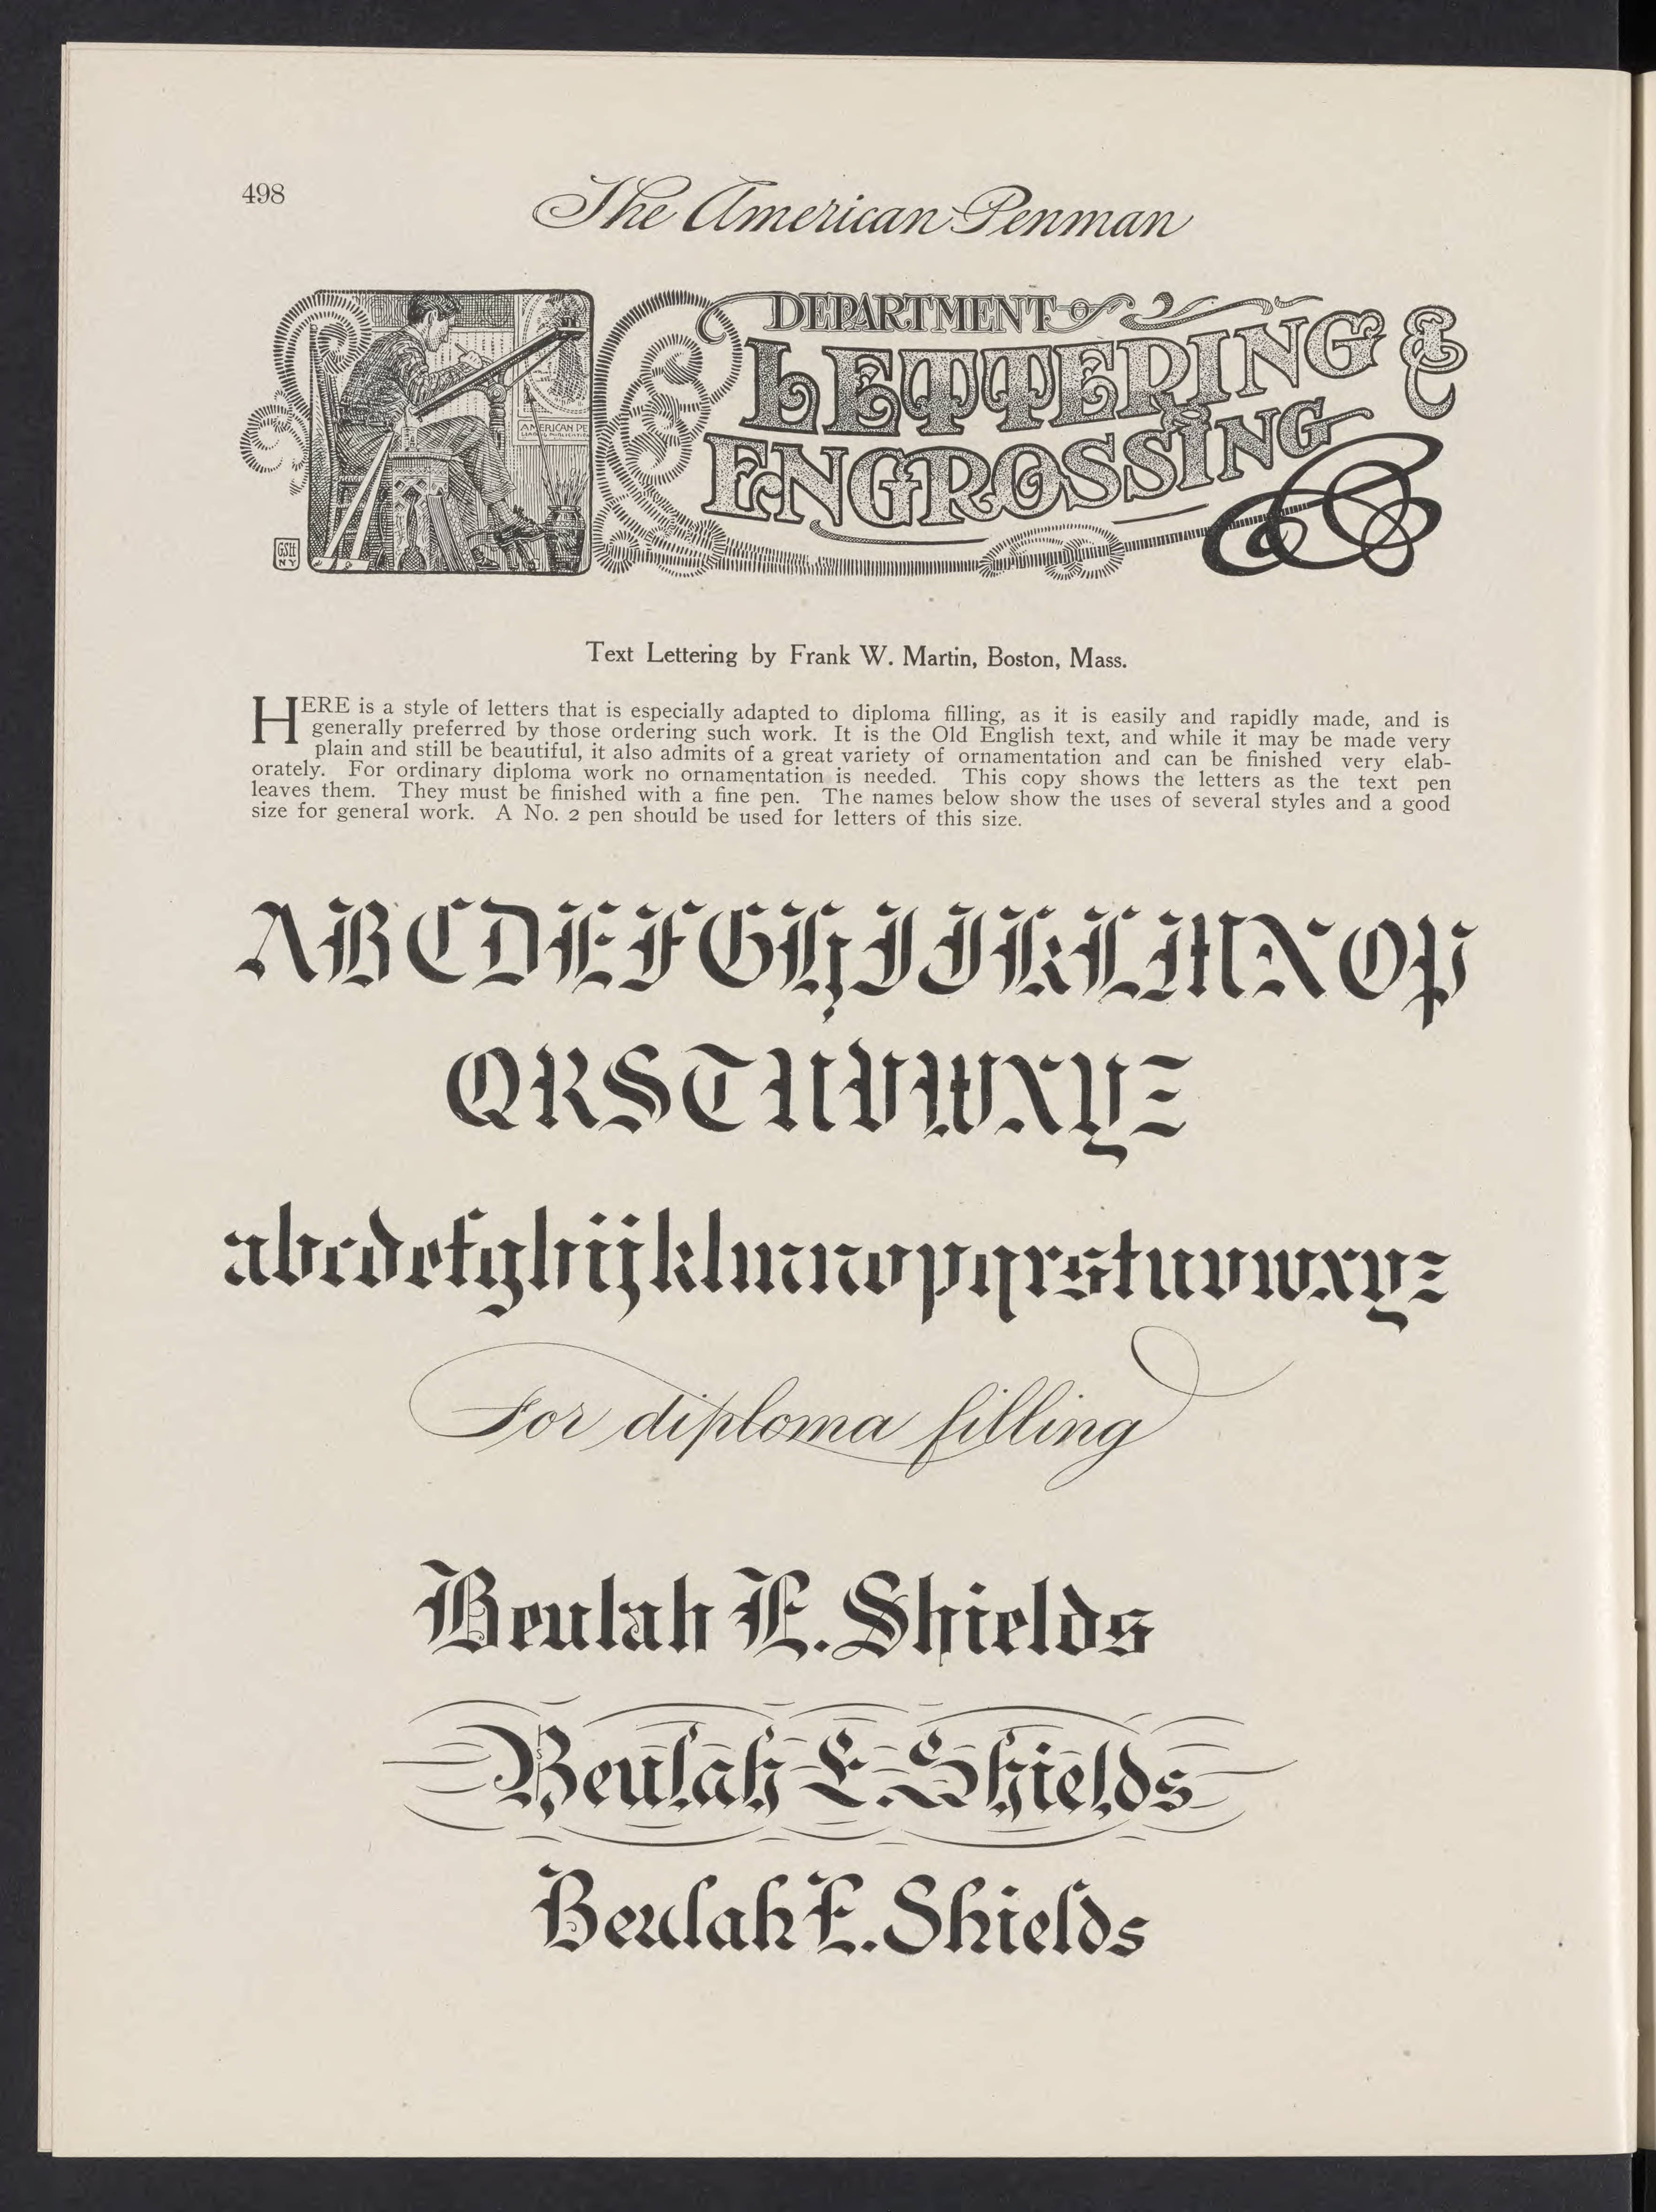 498
The American Penman
DEPARTMENT of
LETTERING &
ENGROSSING
AMERICAN PE
GSH
NY
Text Lettering by Frank W. Martin, Boston, Mass.
HERE is a style of letters that is especially adapted to diploma filling, as it is easily and rapidly made, and is
generally preferred by those ordering such work. It is the Old English text, and while it may be made very
plain and still be beautiful, it also admits of a great variety of ornamentation and can be finished very elab-
orately. For ordinary diploma work no ornamentation is needed. This copy shows the letters as the text pen
leaves them. They must be finished with a fine pen. The names below show the uses of several styles and a good
size for general work. A No. 2 pen should be used for letters of this size.
ABCDEFGHIJKLMNOP
QRSTUVWXYZ
abcdefghijklmnopqrstuvwxyz
For diploma filling
Beulah E. Shields
Beulah E. Shields
Beulah E. Shields